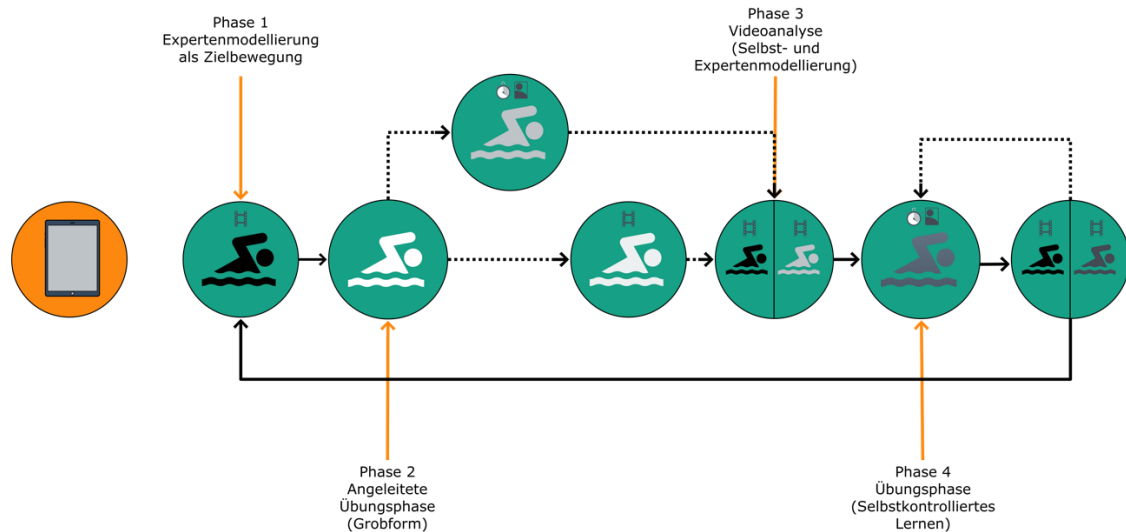 Phase 1
Expertenmodellierung
als Zielbewegung
Phase 3
Videoanalyse
(Selbst- und
Expertenmodellierung)
Phase 2
Angeleitete
Übungsphase
(Grobform)
Phase 4
Übungsphase
(Selbstkontrolliertes
Lernen)